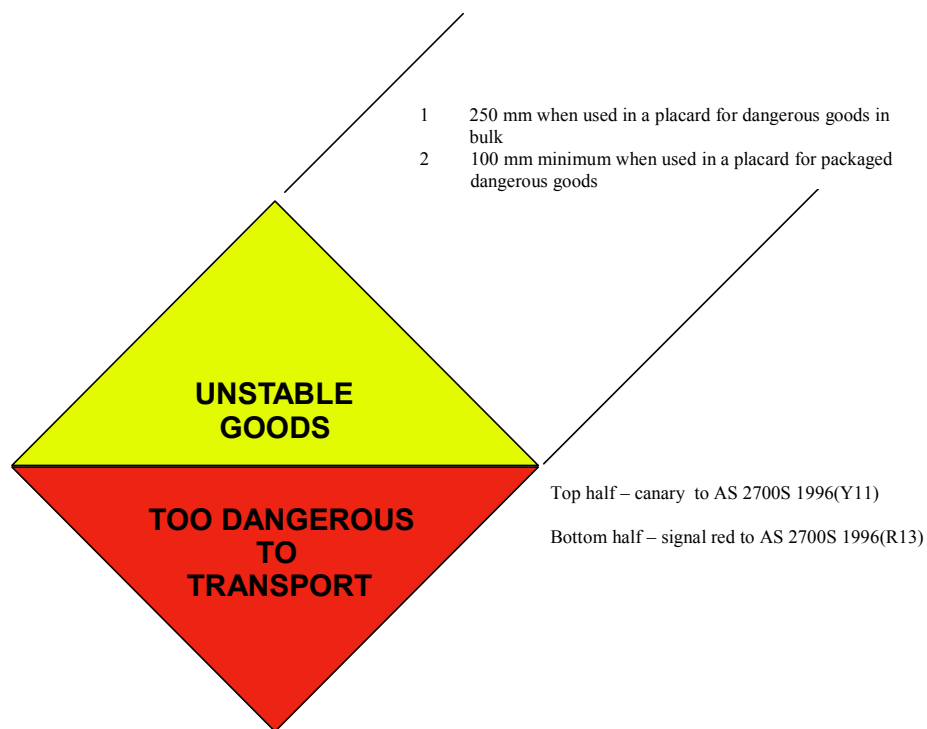 1 250 mm when used in a placard for dangerous goods in
bulk
2 100 mm minimum when used in a placard for packaged
dangerous goods
UNSTABLE
GOODS
TOO DANGEROUS
TO
TRANSPORT
Top half – canary to AS 2700S 1996(Y11)
Bottom half – signal red to AS 2700S 1996(R13)